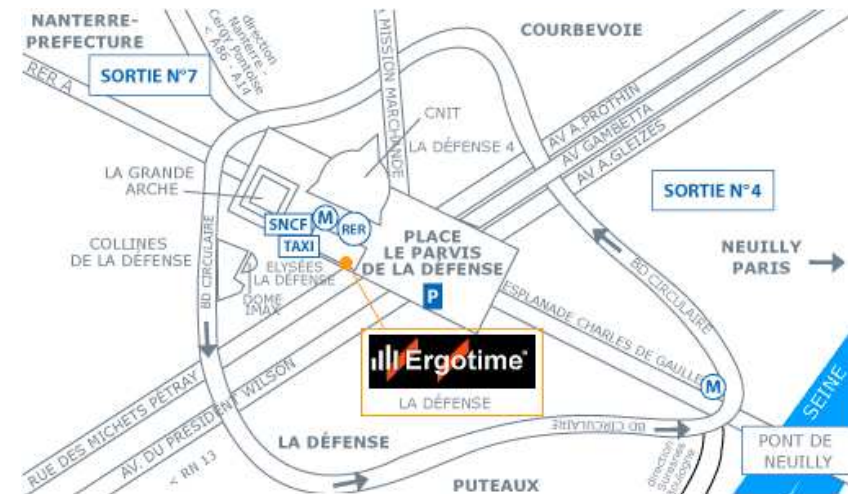 NANTERRE-
PREFECTURE
direction
Nanterre -
Cergy Pontoise
< A86 - A14
MISSION MARCHANDE
COURBEVOIE
RER A
SORTIE N°7
CNIT
LA DÉFENSE 4
AV A.PROTHIN
AV GAMBETTA
AV A.GLEIZES
LA GRANDE
ARCHE
SORTIE N°4
SNCF
M
RER
TAXI
PLACE
LE PARVIS
DE LA DÉFENSE
P
COLLINES
DE LA DÉFENSE
BD CIRCULAIRE
ELYSÉES
LA DÉFENSE
DOME
IMAX
BD CIRCULAIRE
NEUILLY
PARIS
ESPLANADE CHARLES DE GAULLE
M
Ergotime
LA DÉFENSE
SEINE
RUE DES MICHETS PETRAY
AV. DU PRÉSIDENT WILSON
< RN 13
LA DÉFENSE
BD CIRCULAIRE
PONT DE
NEUILLY
direction
Suresnes
Boulogne
PUTEAUX